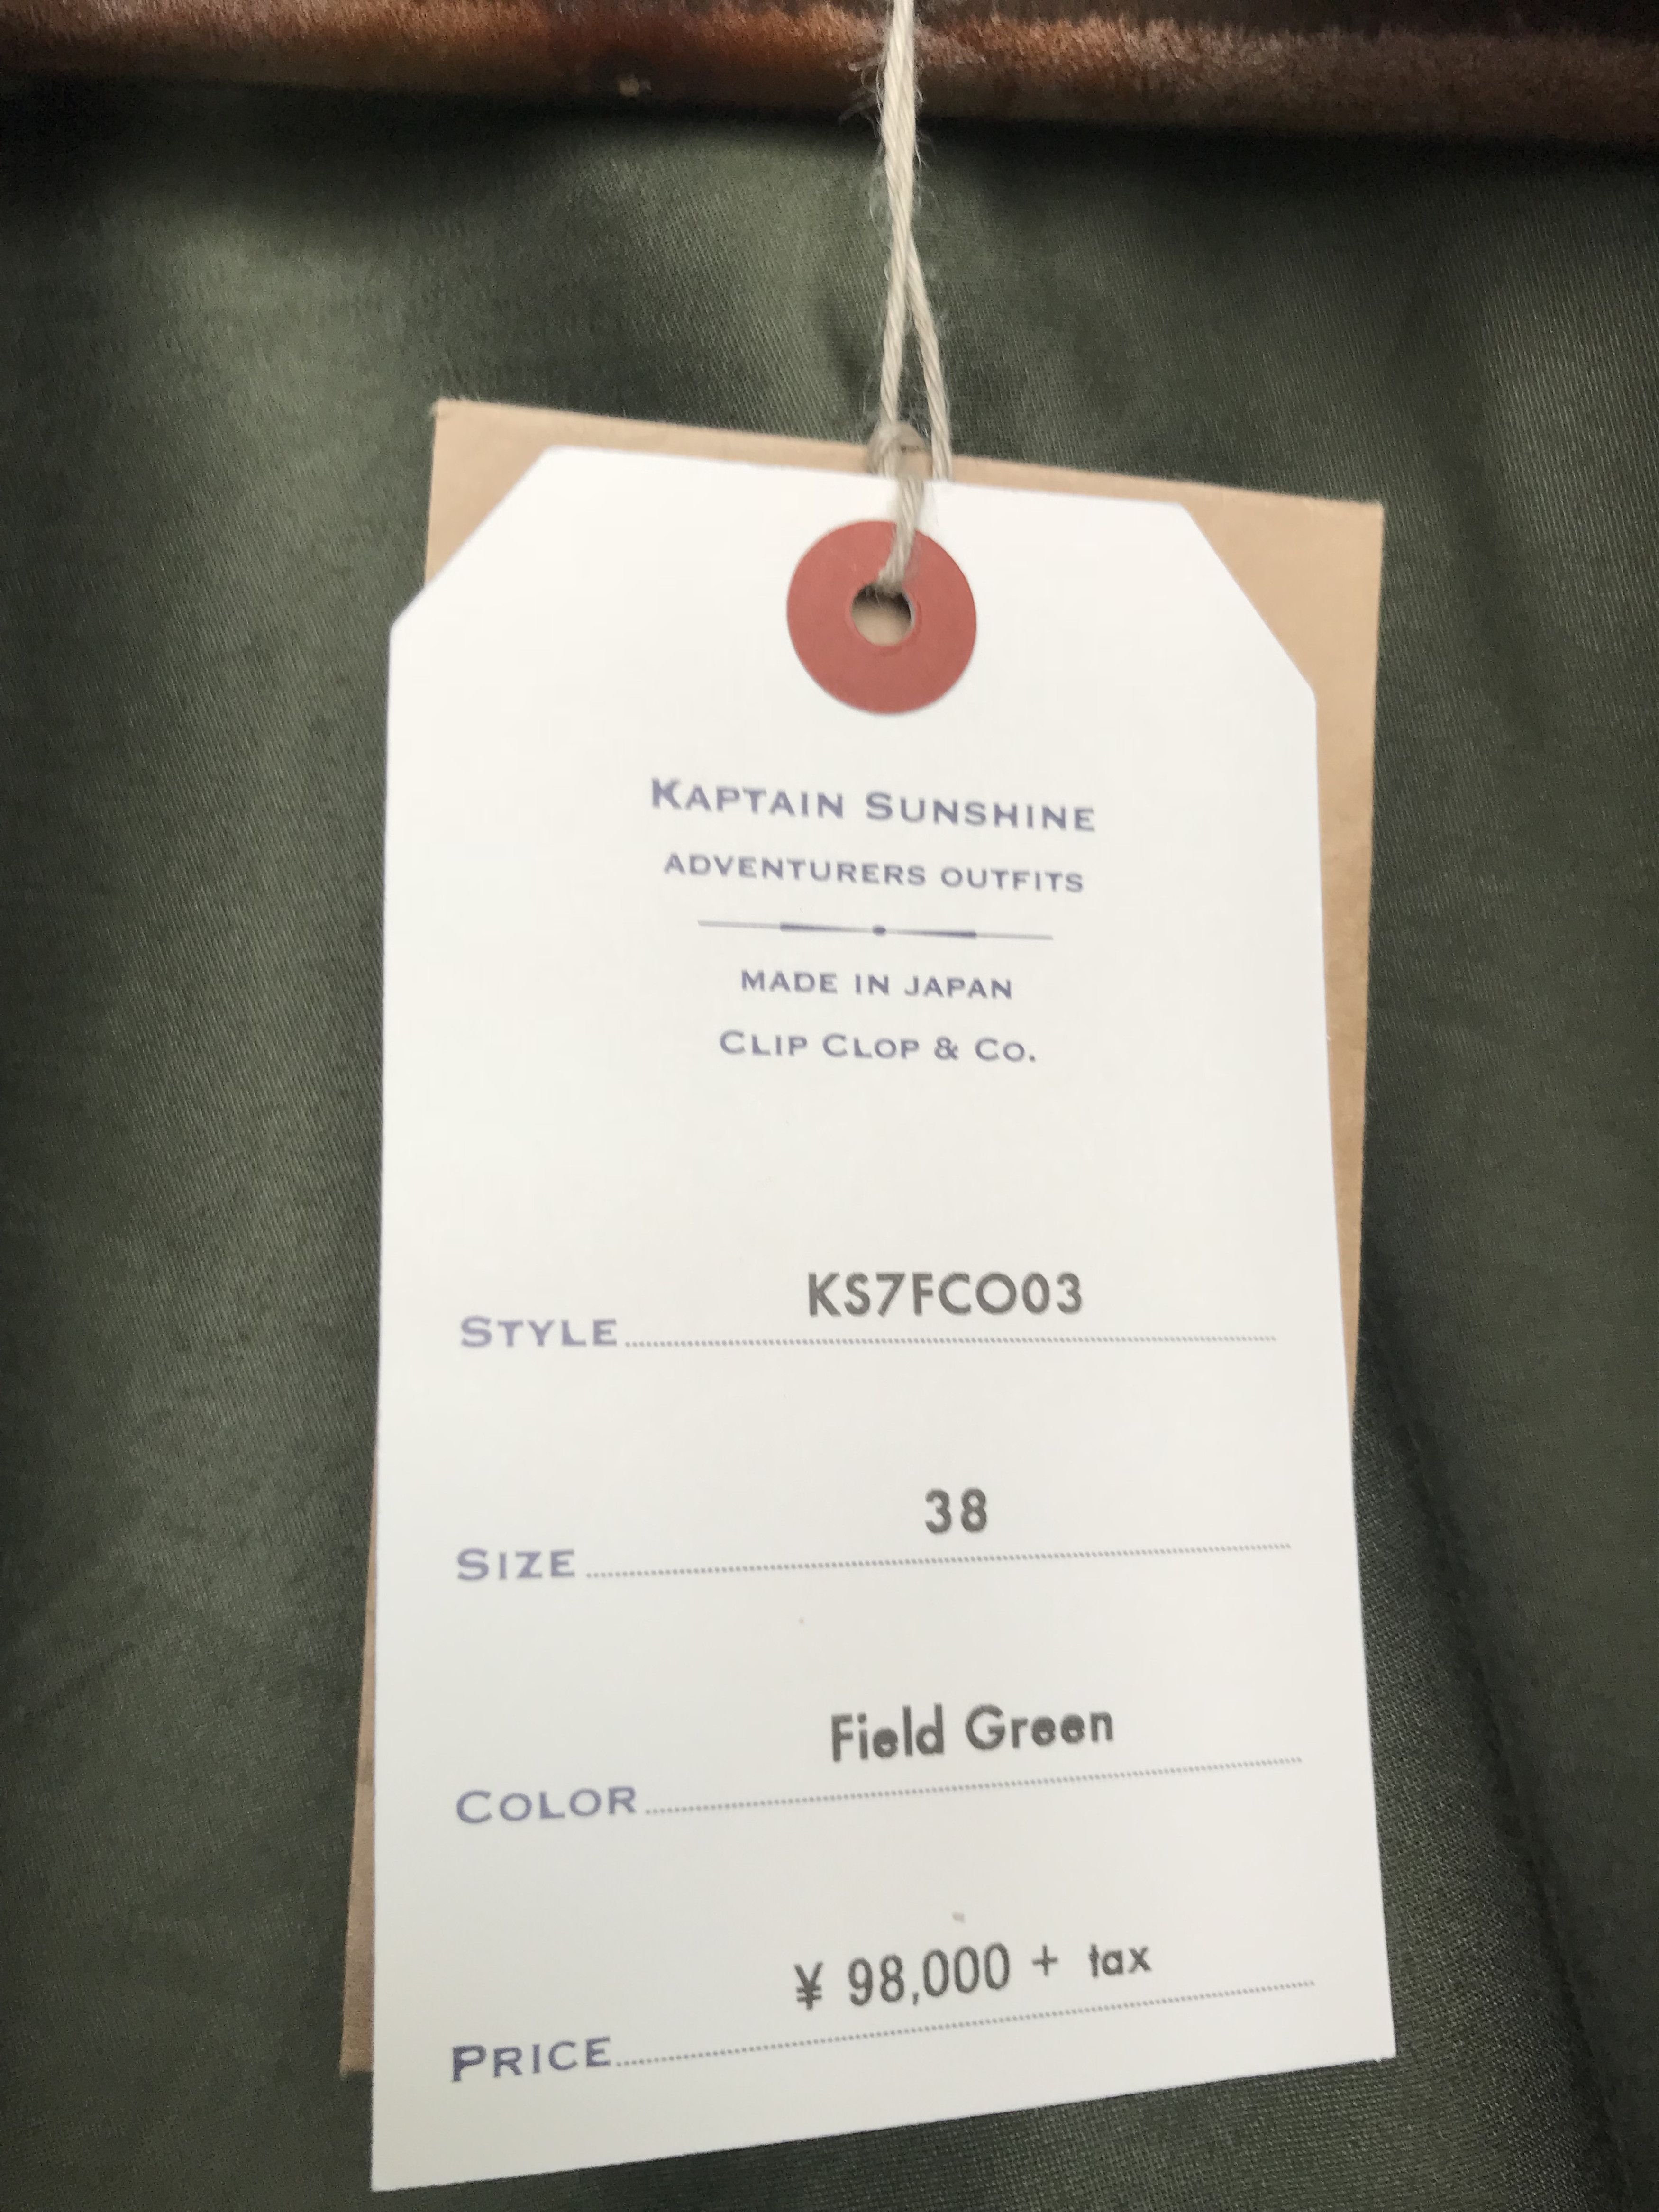 KAPTAIN SUNSHINE
ADVENTURERS OUTFITS
MADE IN JAPAN
CLIP CLOP & CO.
STYLE KS7FCO03
SIZE 38
COLOR Field Green
PRICE ¥ 98,000 + tax